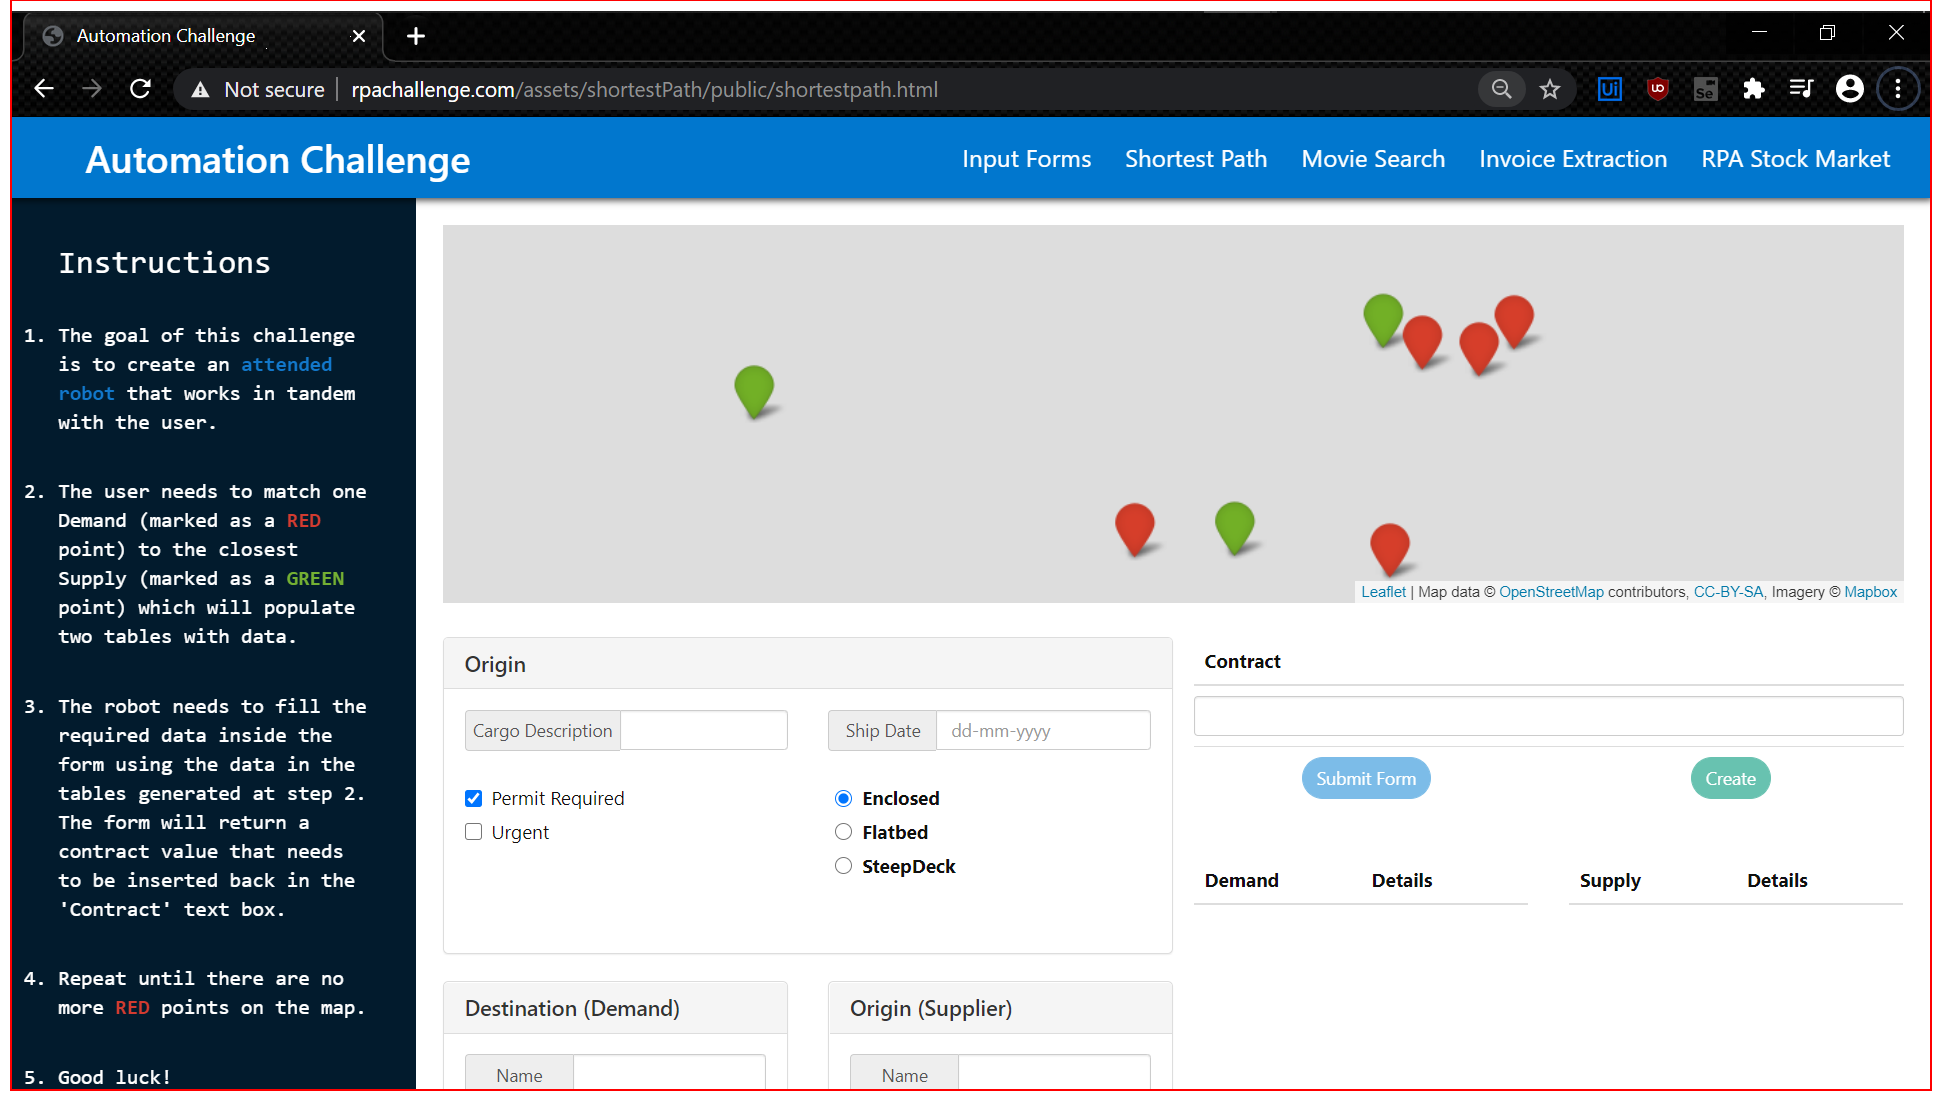 Automation Challenge
Not secure | rpachallenge.com/assets/shortestPath/public/shortestpath.html
Automation Challenge
Input Forms
Shortest Path
Movie Search
Invoice Extraction
RPA Stock Market
Instructions
1. The goal of this challenge
is to create an attended
robot that works in tandem
with the user.
2. The user needs to match one
Demand (marked as a RED
point) to the closest
Supply (marked as a GREEN
point) which will populate
two tables with data.
3. The robot needs to fill the
required data inside the
form using the data in the
tables generated at step 2.
The form will return a
contract value that needs
to be inserted back in the
'Contract' text box.
4. Repeat until there are no
more RED points on the map.
5. Good luck!
Leaflet | Map data © OpenStreetMap contributors, CC-BY-SA, Imagery © Mapbox
Origin
Cargo Description
Ship Date
dd-mm-yyyy
Permit Required
Urgent
Enclosed
Flatbed
SteepDeck
Contract
Submit Form
Create
Demand
Details
Supply
Details
Destination (Demand)
Name
Origin (Supplier)
Name